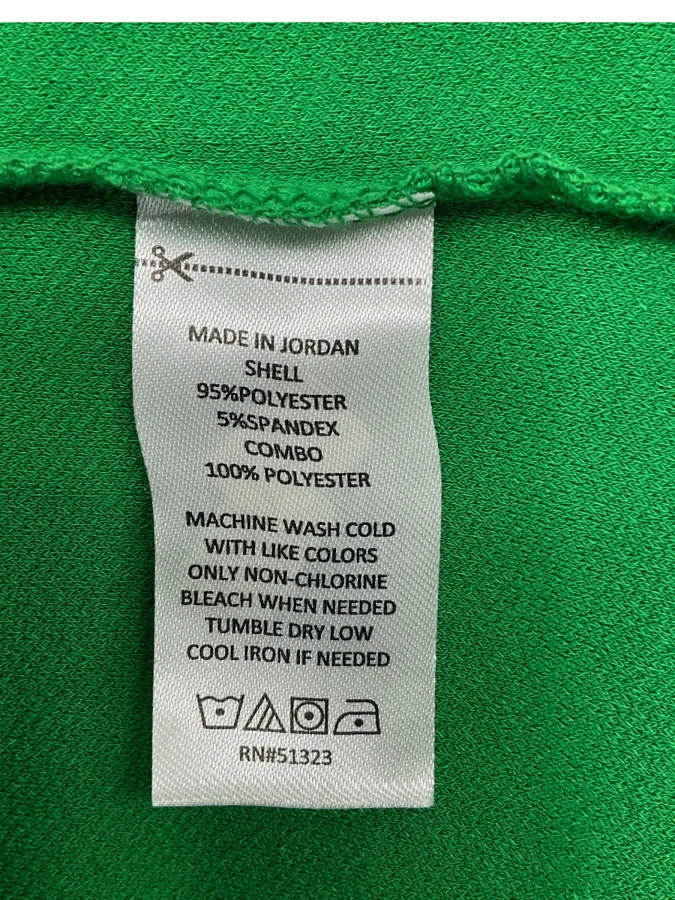 MADE IN JORDAN
SHELL
95%POLYESTER
5%SPANDEX
COMBO
100% POLYESTER
MACHINE WASH COLD
WITH LIKE COLORS
ONLY NON-CHLORINE
BLEACH WHEN NEEDED
TUMBLE DRY LOW
COOL IRON IF NEEDED
RN#51323